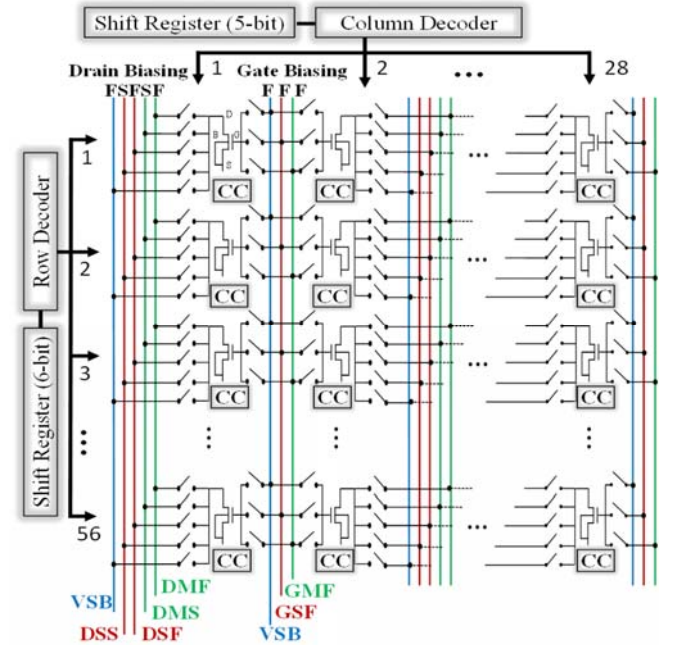 Shift Register (5-bit) Column Decoder
1 2 ... 28
Drain Biasing Gate Biasing
FSFSF F F F
D
B G
S
1
CC CC CC
...
Row Decoder
2
CC CC CC
...
3
CC CC CC
...
Shift Register (6-bit)
56
CC CC CC
...
DMF
VSB DMS
DSS DSF
GMF
GSF
VSB